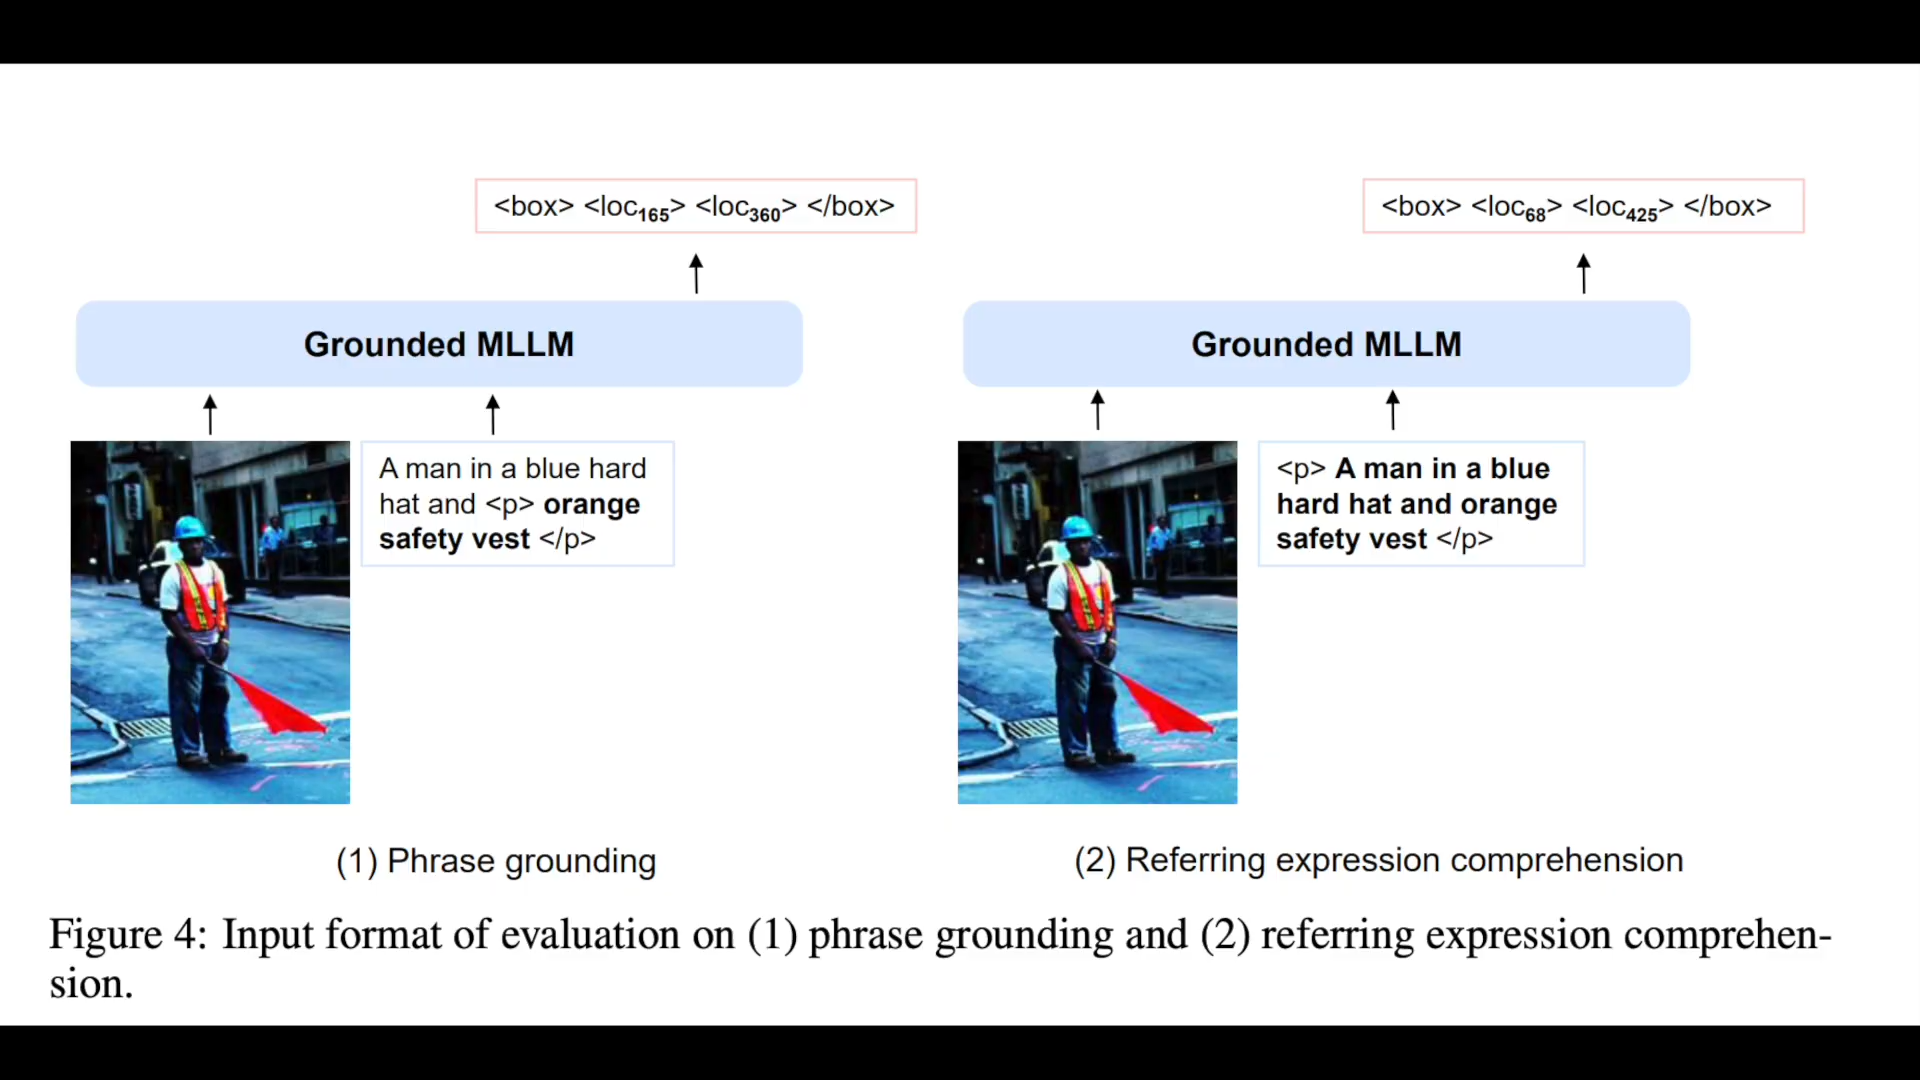 <box> <loc165> <loc360> </box>
Grounded MLLM
A man in a blue hard
hat and <p> orange
safety vest </p>
(1) Phrase grounding
<box> <loc68> <loc425> </box>
Grounded MLLM
<p> A man in a blue
hard hat and orange
safety vest </p>
(2) Referring expression comprehension
Figure 4: Input format of evaluation on (1) phrase grounding and (2) referring expression comprehen-
sion.